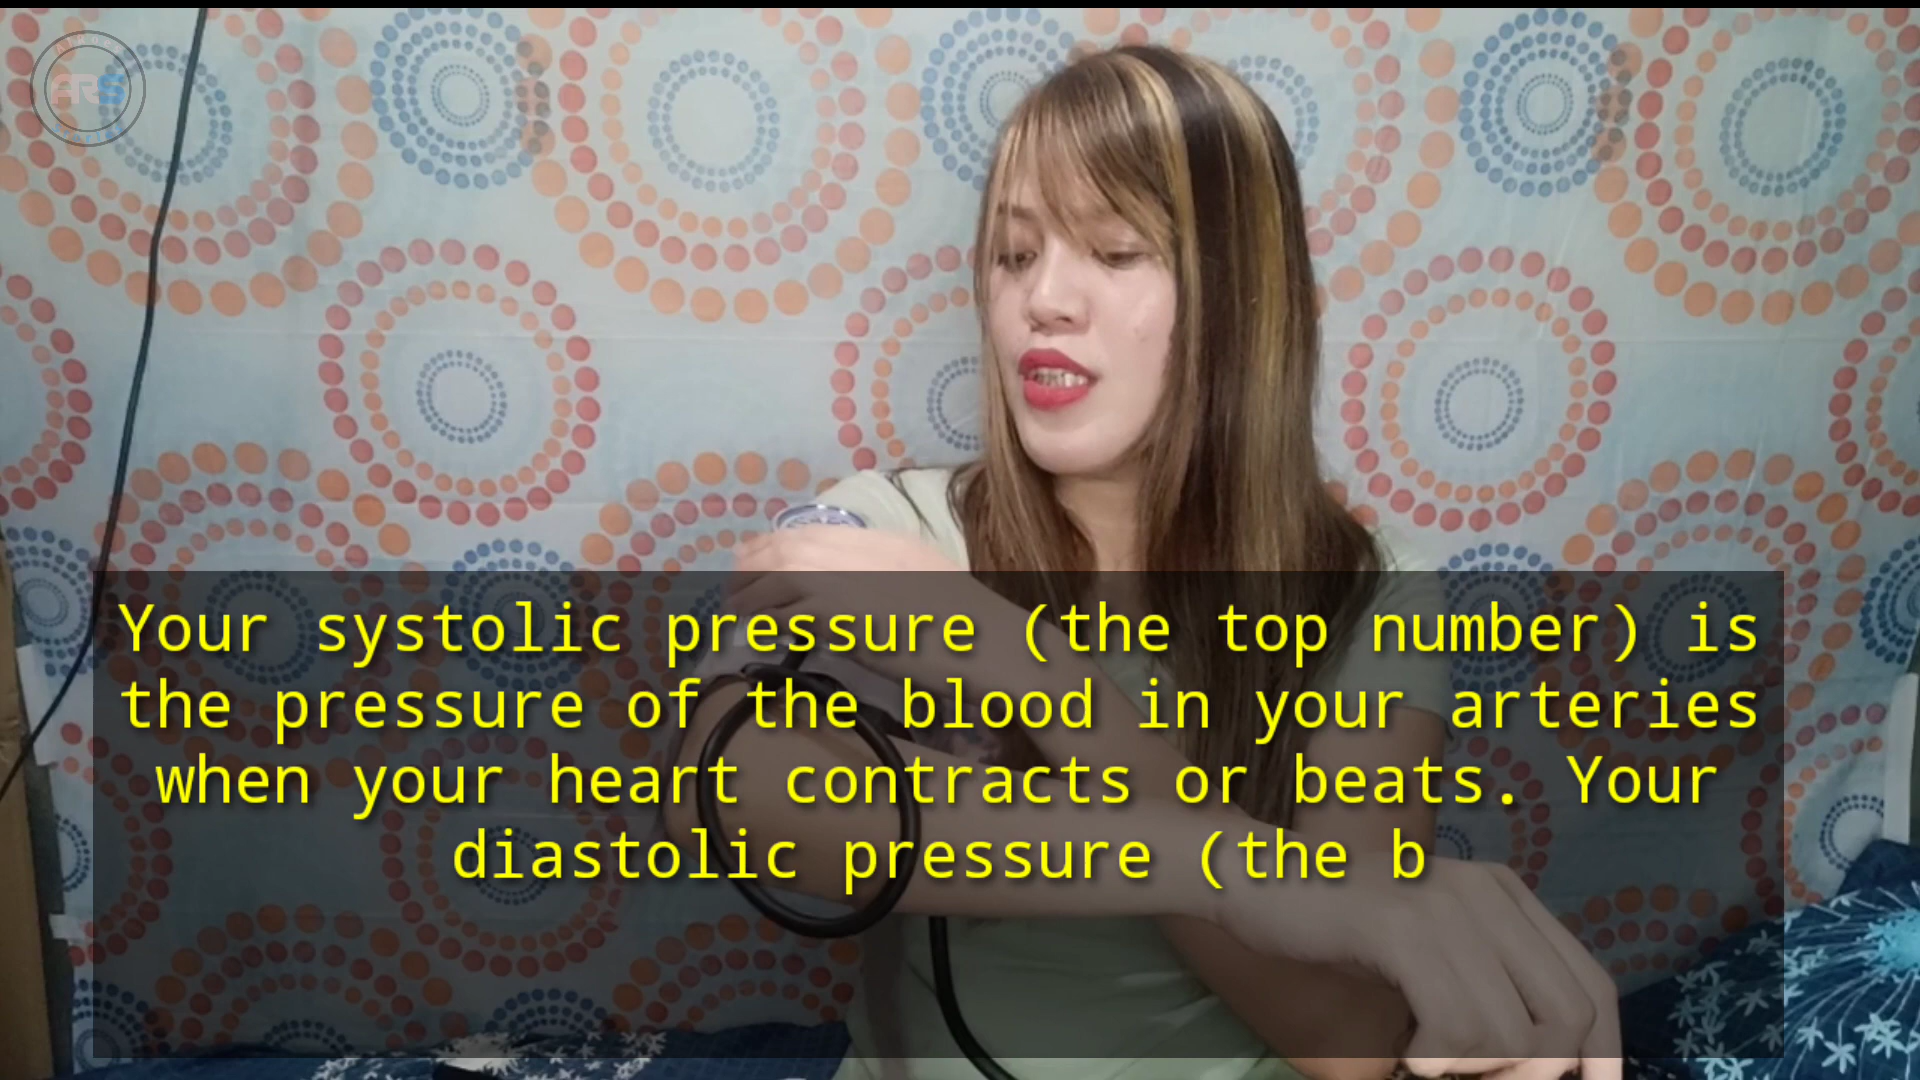 ARS
Your systolic pressure (the top number) is
the pressure of the blood in your arteries
when your heart contracts or beats. Your
diastolic pressure (the b